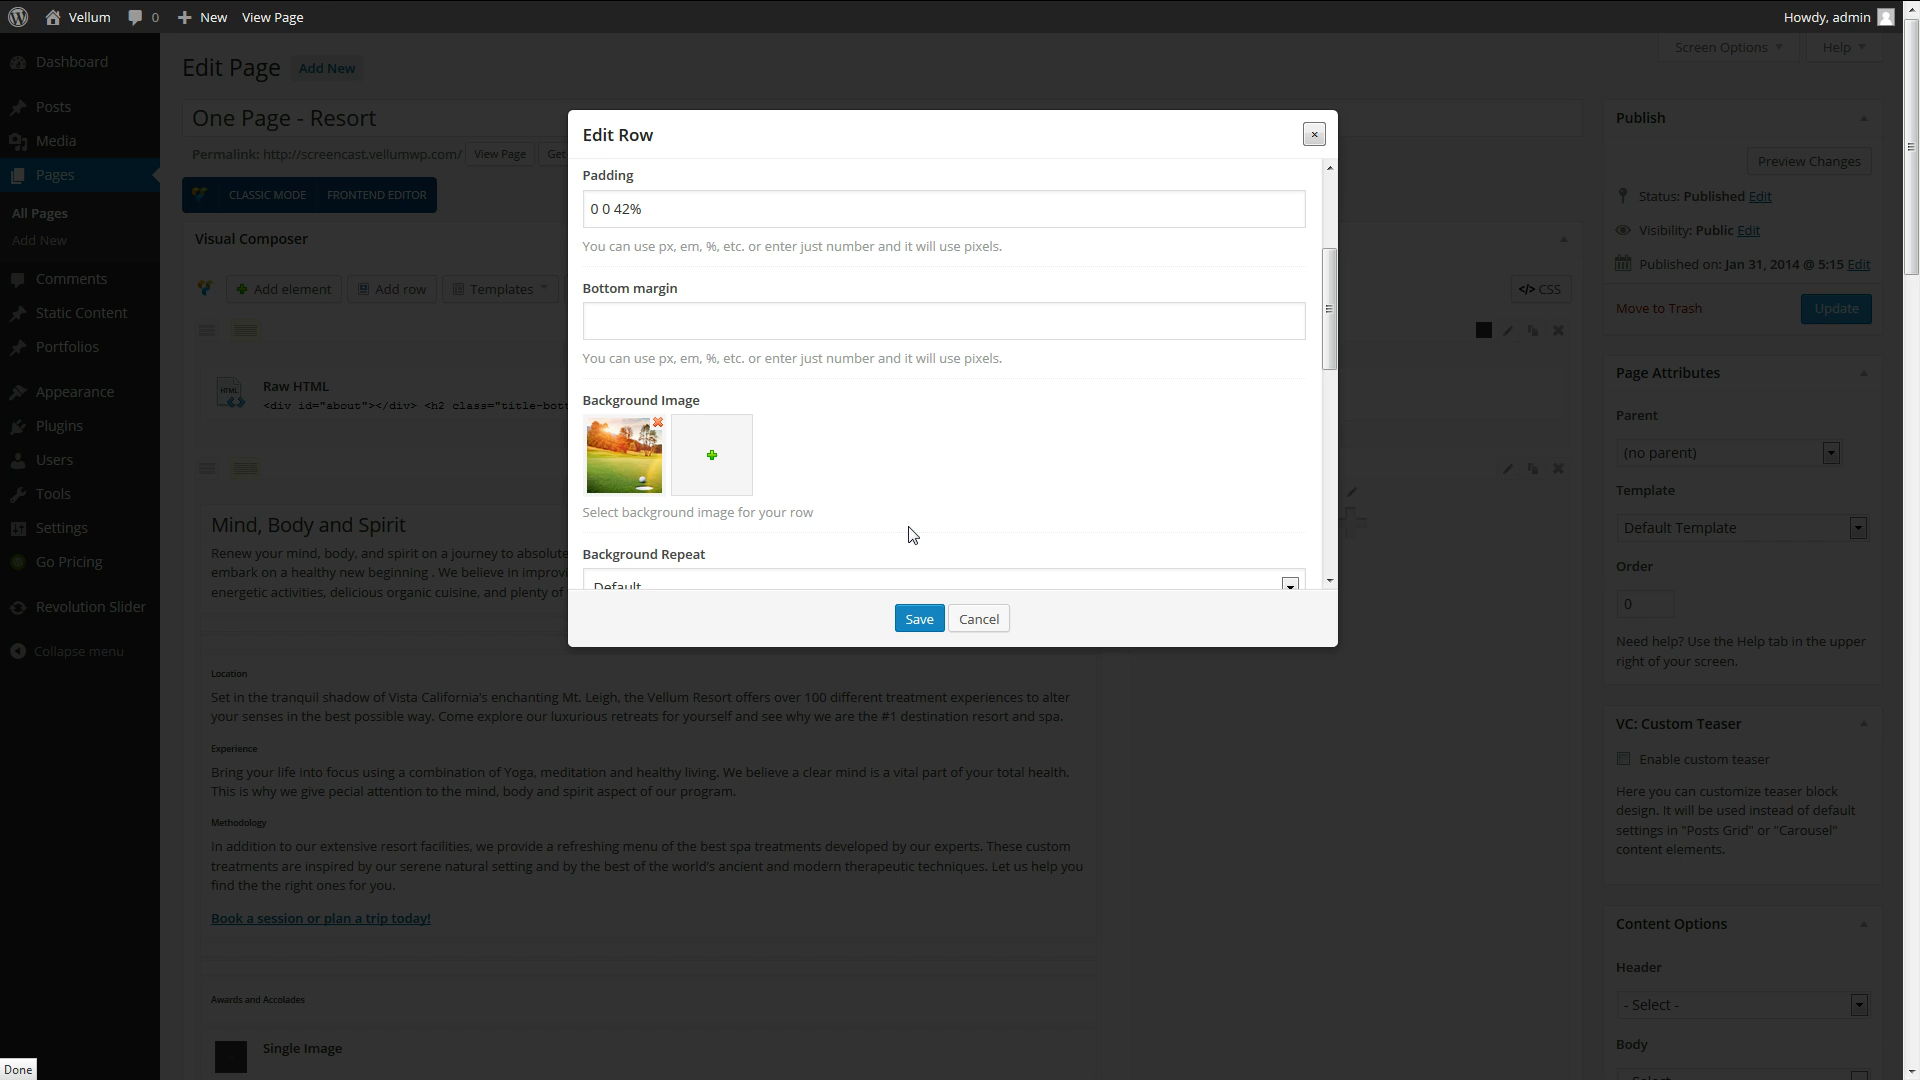 Vellum
0
New
View Page
Howdy, admin
Dashboard
Posts
Media
Pages
All Pages
Add New
Comments
Static Content
Portfolios
Appearance
Plugins
Users
Tools
Settings
Go Pricing
Revolution Slider
Collapse menu
Done
Screen Options
Help
Edit Page
Add New
One Page - Resort
Permalink: http://screencast.vellumwp.com/
View Page
Get
CLASSIC MODE
FRONTEND EDITOR
Visual Composer
Add element
Add row
Templates
</> CSS
HTML
Raw HTML
<div id="about"></div> <h2 class="title-bott
Mind, Body and Spirit
Renew your mind, body, and spirit on a journey to absolute
embark on a healthy new beginning . We believe in improvi
energetic activities, delicious organic cuisine, and plenty of
Location
Set in the tranquil shadow of Vista California's enchanting Mt. Leigh, the Vellum Resort offers over 100 different treatment experiences to alter
your senses in the best possible way. Come explore our luxurious retreats for yourself and see why we are the #1 destination resort and spa.
Experience
Bring your life into focus using a combination of Yoga, meditation and healthy living. We believe a clear mind is a vital part of your total health.
This is why we give pecial attention to the mind, body and spirit aspect of our program.
Methodology
In addition to our extensive resort facilities, we provide a refreshing menu of the best spa treatments developed by our experts. These custom
treatments are inspired by our serene natural setting and by the best of the world's ancient and modern therapeutic techniques. Let us help you
find the the right ones for you.
Book a session or plan a trip today!
Awards and Accolades
Single Image
Edit Row
Padding
0 0 42%
You can use px, em, %, etc. or enter just number and it will use pixels.
Bottom margin
You can use px, em, %, etc. or enter just number and it will use pixels.
Background Image
Select background image for your row
Background Repeat
Default
Save
Cancel
Publish
Preview Changes
Status: Published Edit
Visibility: Public Edit
Published on: Jan 31, 2014 @ 5:15 Edit
Move to Trash
Update
Page Attributes
Parent
(no parent)
Template
Default Template
Order
0
Need help? Use the Help tab in the upper
right of your screen.
VC: Custom Teaser
Enable custom teaser
Here you can customize teaser block
design. It will be used instead of default
settings in "Posts Grid" or "Carousel"
content elements.
Content Options
Header
- Select -
Body